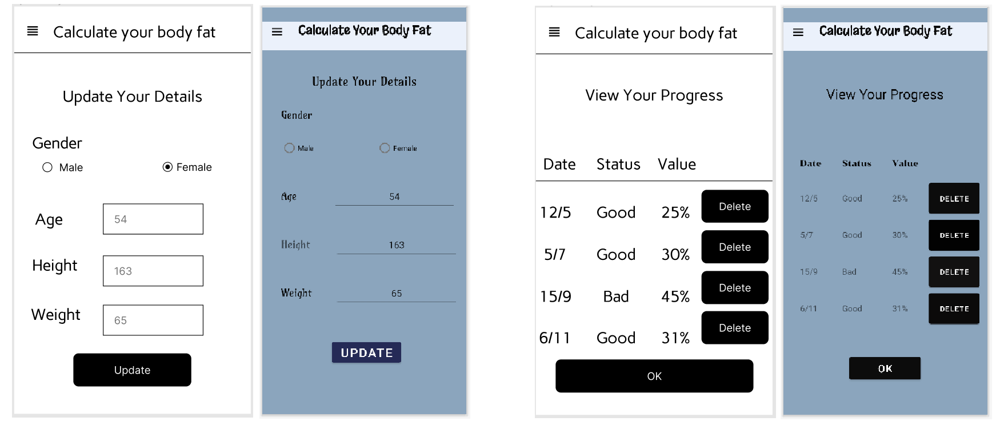 Calculate your body fat
Update Your Details
Gender
Male Female
Age 54
Height 163
Weight 65
Update
Calculate Your Body Fat
Update Your Details
Gender
Male Female
Age 54
Height 163
Weight 65
UPDATE
Calculate your body fat
View Your Progress
Date Status Value
12/5 Good 25% Delete
5/7 Good 30% Delete
15/9 Bad 45% Delete
6/11 Good 31% Delete
OK
Calculate Your Body Fat
View Your Progress
Date Status Value
12/5 Good 25% DELETE
5/7 Good 30% DELETE
15/9 Bad 45% DELETE
6/11 Good 31% DELETE
OK